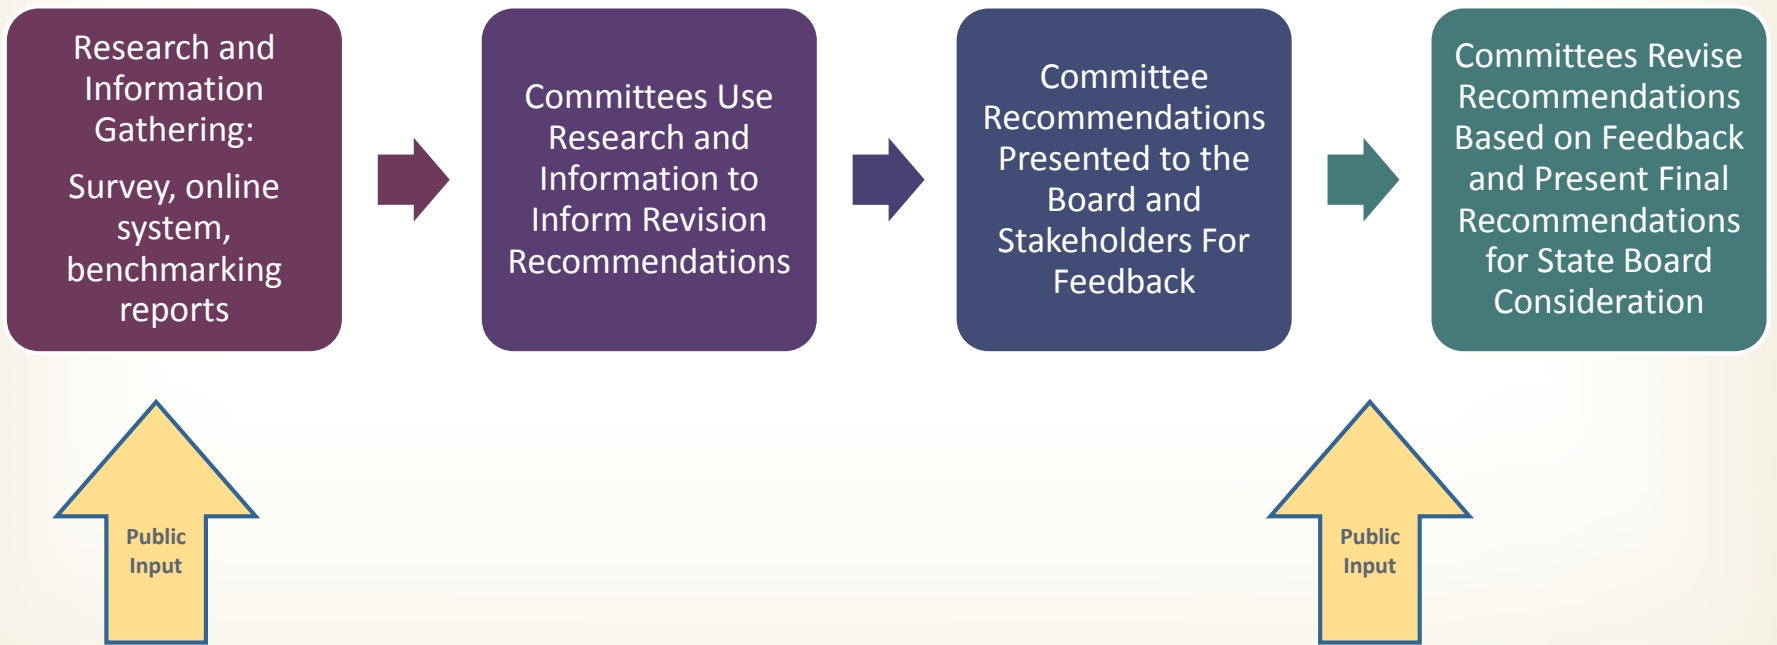 Research and
Information
Gathering:
Survey, online
system,
benchmarking
reports
Committees Use
Research and
Information to
Inform Revision
Recommendations
Committee
Recommendations
Presented to the
Board and
Stakeholders For
Feedback
Committees Revise
Recommendations
Based on Feedback
and Present Final
Recommendations
for State Board
Consideration
Public
Input
Public
Input